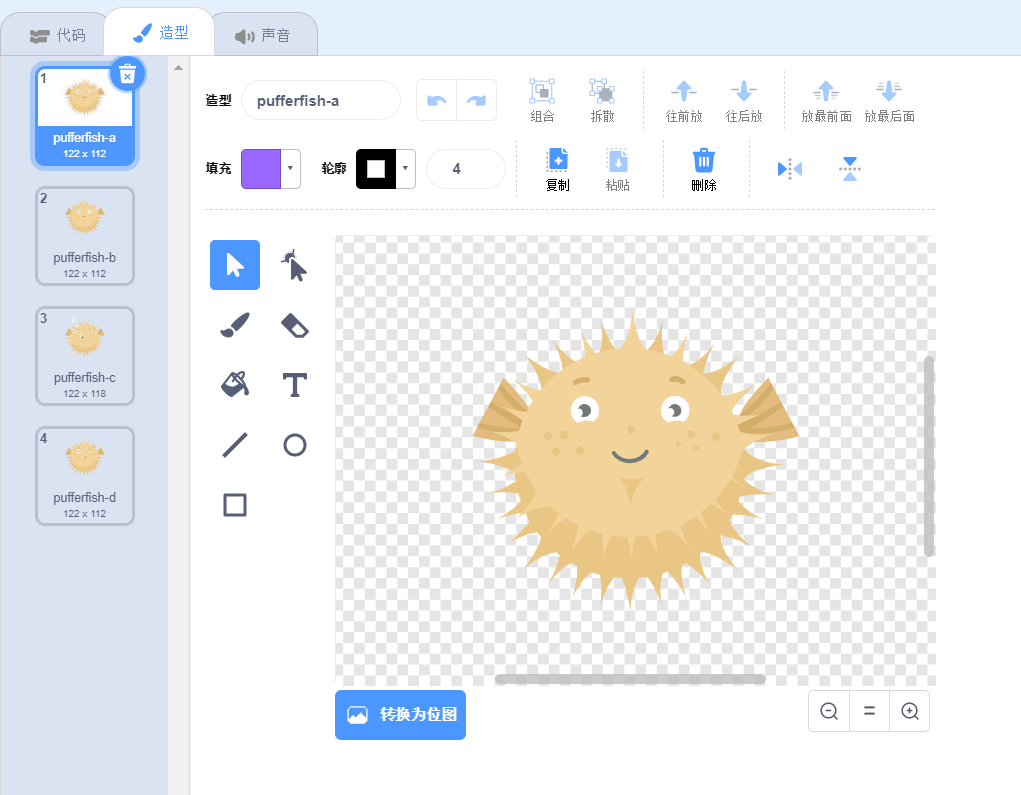 代码
造型
声音
1
pufferfish-a
122 x 112
2
pufferfish-b
122 x 112
3
pufferfish-c
122 x 118
4
pufferfish-d
122 x 112
造型
pufferfish-a
组合
拆散
往前放
往后放
放最前面
放最后面
填充
轮廓
4
复制
粘贴
删除
T
转换为位图